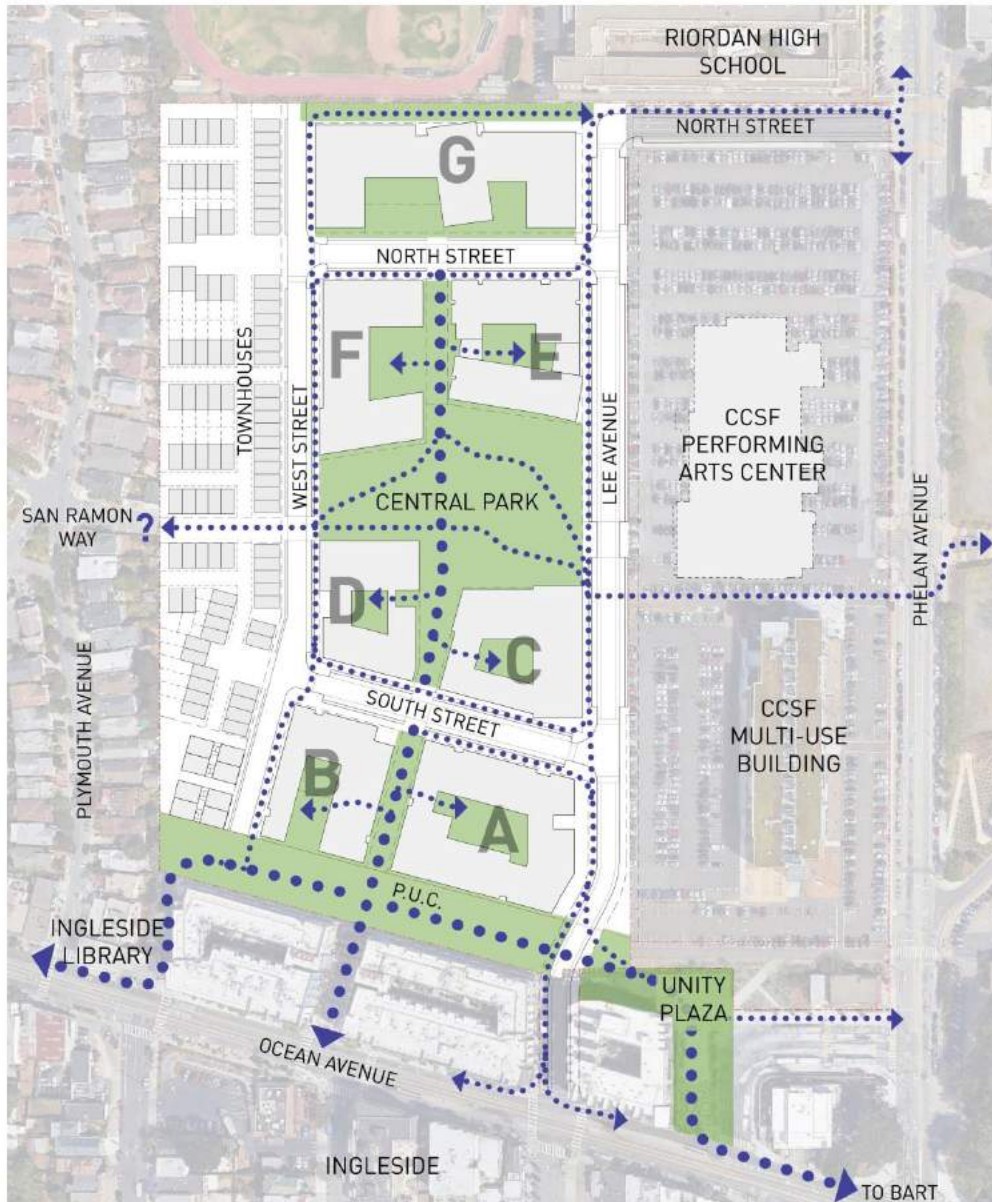 RIORDAN HIGH
SCHOOL
NORTH STREET
G
NORTH STREET
TOWNHOUSES
WEST STREET
F
E
LEE AVENUE
CCSF
PERFORMING
ARTS CENTER
CENTRAL PARK
SAN RAMON
WAY
?
PHELAN AVENUE
D
C
PLYMOUTH AVENUE
SOUTH STREET
CCSF
MULTI-USE
BUILDING
B
A
P.U.C.
INGLESIDE
LIBRARY
UNITY
PLAZA
OCEAN AVENUE
INGLESIDE
TO BART